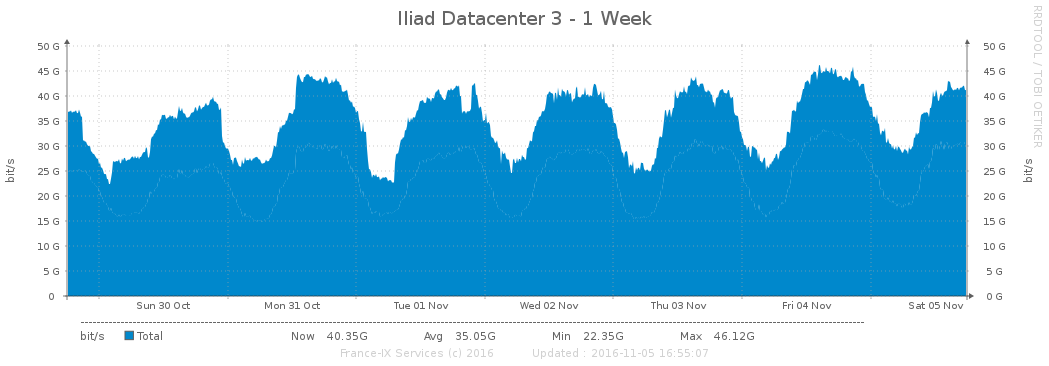 Iliad Datacenter 3 - 1 Week
RRDTOOL / TOBI OETIKER
50 G 50 G
45 G 45 G
40 G 40 G
35 G 35 G
30 G 30 G
25 G 25 G
20 G 20 G
15 G 15 G
10 G 10 G
5 G 5 G
0 0 G
bit/s bit/s
Sun 30 Oct Mon 31 Oct Tue 01 Nov Wed 02 Nov Thu 03 Nov Fri 04 Nov Sat 05 Nov
bit/s Total Now 40.35G Avg 35.05G Min 22.35G Max 46.12G
France-IX Services (c) 2016 Updated : 2016-11-05 16:55:07